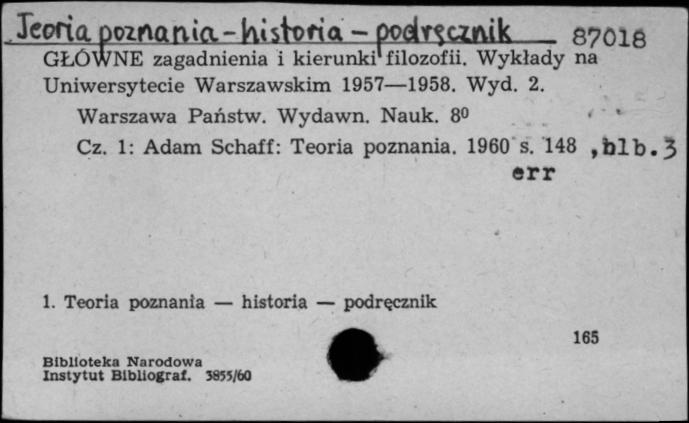 Teoria poznania - historia - podręcznik 87018
GŁÓWNE zagadnienia i kierunki filozofii. Wykłady na
Uniwersytecie Warszawskim 1957—1958. Wyd. 2.
Warszawa Państw. Wydawn. Nauk. 8⁰
Cz. 1: Adam Schaff: Teoria poznania. 1960 s. 148 ,blb.3
err
1. Teoria poznania — historia — podręcznik
165
Biblioteka Narodowa
Instytut Bibliograf. 3855/60